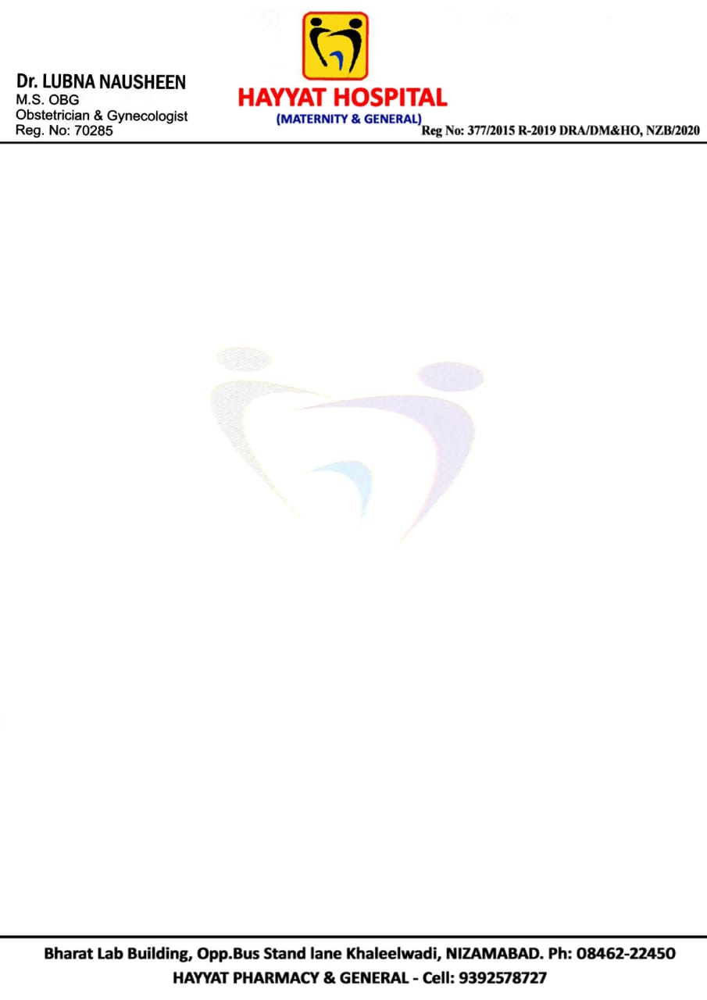 Dr. LUBNA NAUSHEEN
M.S. OBG
Obstetrician & Gynecologist
Reg. No: 70285
HAYYAT HOSPITAL
(MATERNITY & GENERAL)
Reg No: 377/2015 R-2019 DRA/DM&HO, NZB/2020
Bharat Lab Building, Opp.Bus Stand lane Khaleelwadi, NIZAMABAD. Ph: 08462-22450
HAYYAT PHARMACY & GENERAL - Cell: 9392578727